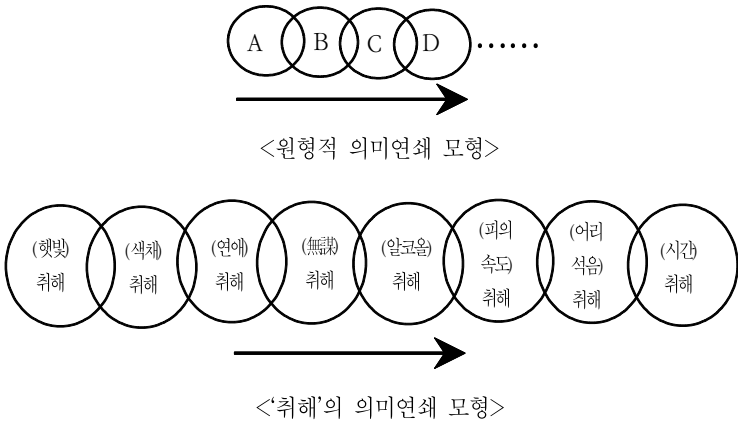 A B C D ……
<원형적 의미연쇄 모형>
(햇빛) 취해
(색채) 취해
(연애) 취해
(無謀) 취해
(알코올) 취해
(피의 속도) 취해
(어리석음) 취해
(시간) 취해
<‘취해’의 의미연쇄 모형>